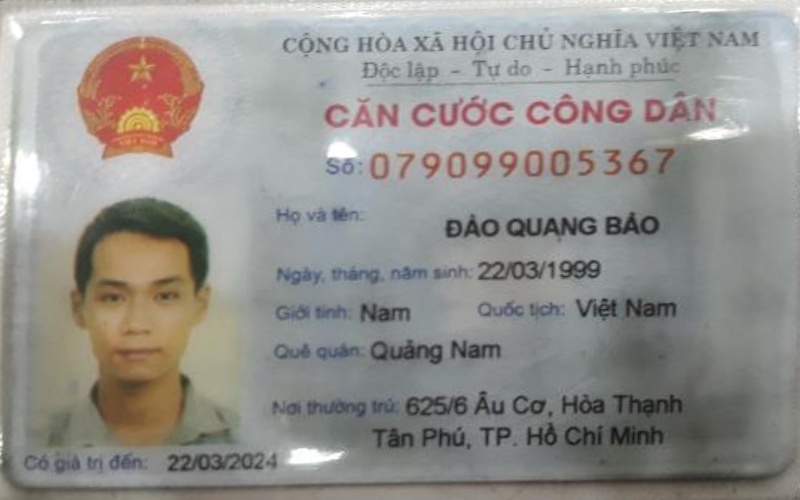 CỘNG HÒA XÃ HỘI CHỦ NGHĨA VIỆT NAM
Độc lập - Tự do - Hạnh phúc
CĂN CƯỚC CÔNG DÂN
Số: 079099005367
Họ và tên: ĐÀO QUANG BẢO
Ngày, tháng, năm sinh: 22/03/1999
Giới tính: Nam Quốc tịch: Việt Nam
Quê quán: Quảng Nam
Nơi thường trú: 625/6 Âu Cơ, Hòa Thạnh
Tân Phú, TP. Hồ Chí Minh
Có giá trị đến: 22/03/2024